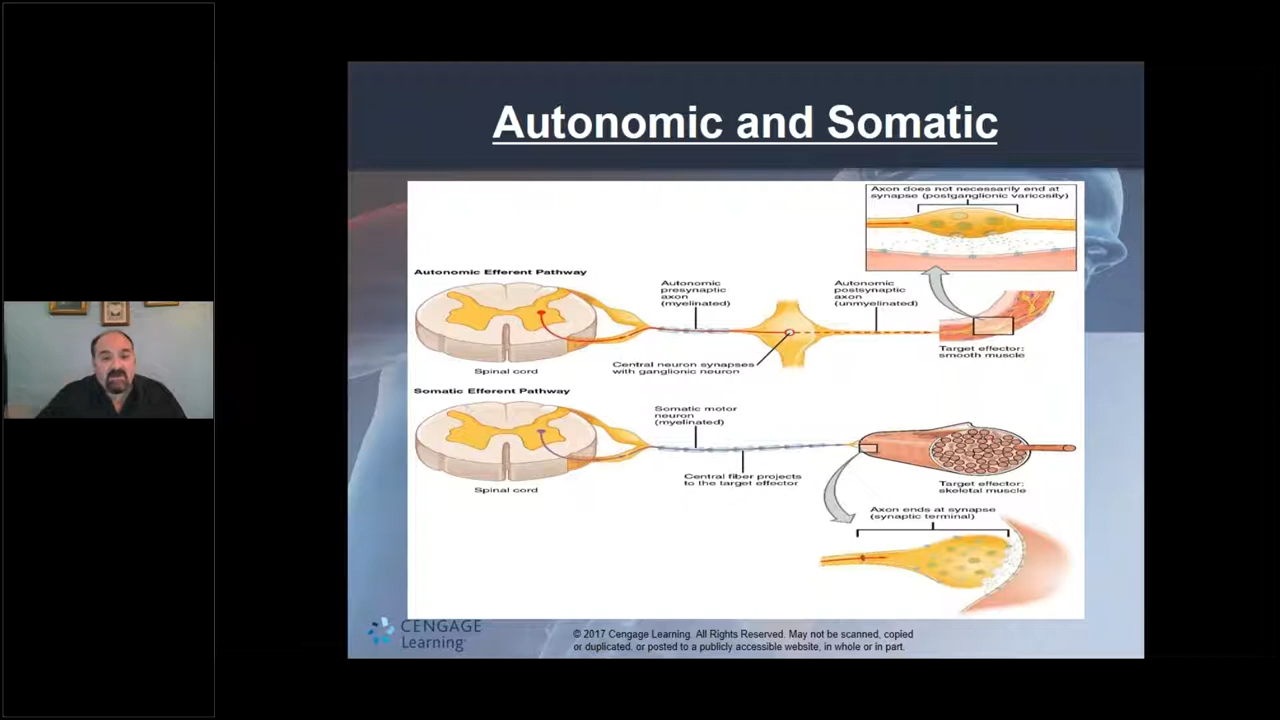 Autonomic and Somatic
Axon does not necessarily end at
synapse (postganglionic varicosity)
Autonomic Efferent Pathway
Autonomic
presynaptic
axon
(myelinated)
Autonomic
postsynaptic
axon
(unmyelinated)
Target effector:
smooth muscle
Central neuron synapses
with ganglionic neuron
Spinal cord
Somatic Efferent Pathway
Somatic motor
neuron
(myelinated)
Central fiber projects
to the target effector
Target effector:
skeletal muscle
Spinal cord
Axon ends at synapse
(synaptic terminal)
CENGAGE
Learning
© 2017 Cengage Learning. All Rights Reserved. May not be scanned, copied
or duplicated. or posted to a publicly accessible website, in whole or in part.